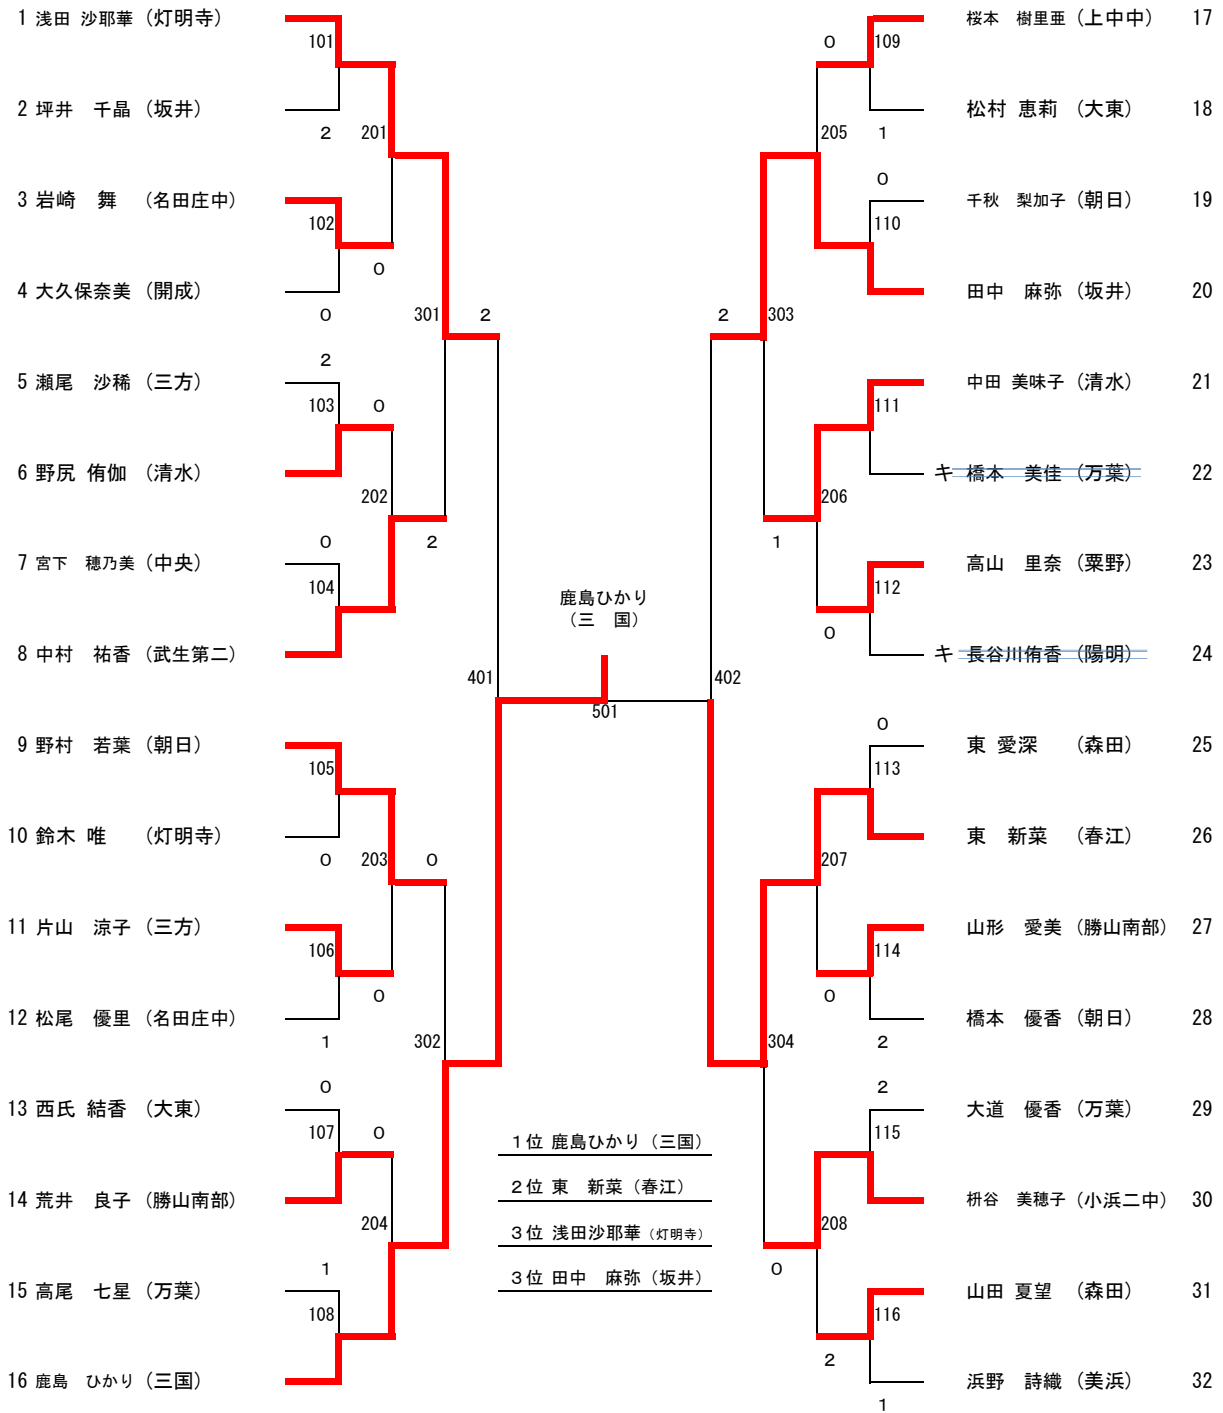 1 浅田 沙耶華 (灯明寺)
101
2 坪井　千晶 (坂井)
2
201
3 岩崎　舞　(名田庄中)
102
0
4 大久保奈美 (開成)
0
301
2
5 瀬尾　沙稀 (三方)
2
103
0
6 野尻 侑伽 (清水)
202
7 宮下　穂乃美 (中央)
0
2
104
8 中村　祐香 (武生第二)
401
9 野村　若葉 (朝日)
105
10 鈴木 唯　(灯明寺)
0
203
0
11 片山　涼子 (三方)
106
0
12 松尾　優里 (名田庄中)
1
302
13 西氏 結香 (大東)
0
107
0
14 荒井　良子 (勝山南部)
204
15 高尾　七星 (万葉)
1
108
16 鹿島　ひかり (三国)
鹿島ひかり
(三　国)
501
1位 鹿島ひかり (三国)
2位 東　新菜 (春江)
3位 浅田沙耶華 (灯明寺)
3位 田中　麻弥 (坂井)
桜本　樹里亜 (上中中) 17
0
109
松村 恵莉　(大東) 18
205
1
千秋　梨加子 (朝日) 19
0
110
田中　麻弥 (坂井) 20
2
303
中田 美味子 (清水) 21
111
キ 橋本　美佳 (万葉) 22
206
1
高山　里奈 (粟野) 23
112
0
キ 長谷川侑香 (陽明) 24
402
東 愛深　(森田) 25
0
113
東　新菜　(春江) 26
207
山形　愛美 (勝山南部) 27
114
0
橋本　優香 (朝日) 28
2
304
大道　優香 (万葉) 29
2
115
枡谷　美穂子 (小浜二中) 30
208
0
山田 夏望　(森田) 31
116
2
浜野　詩織 (美浜) 32
1